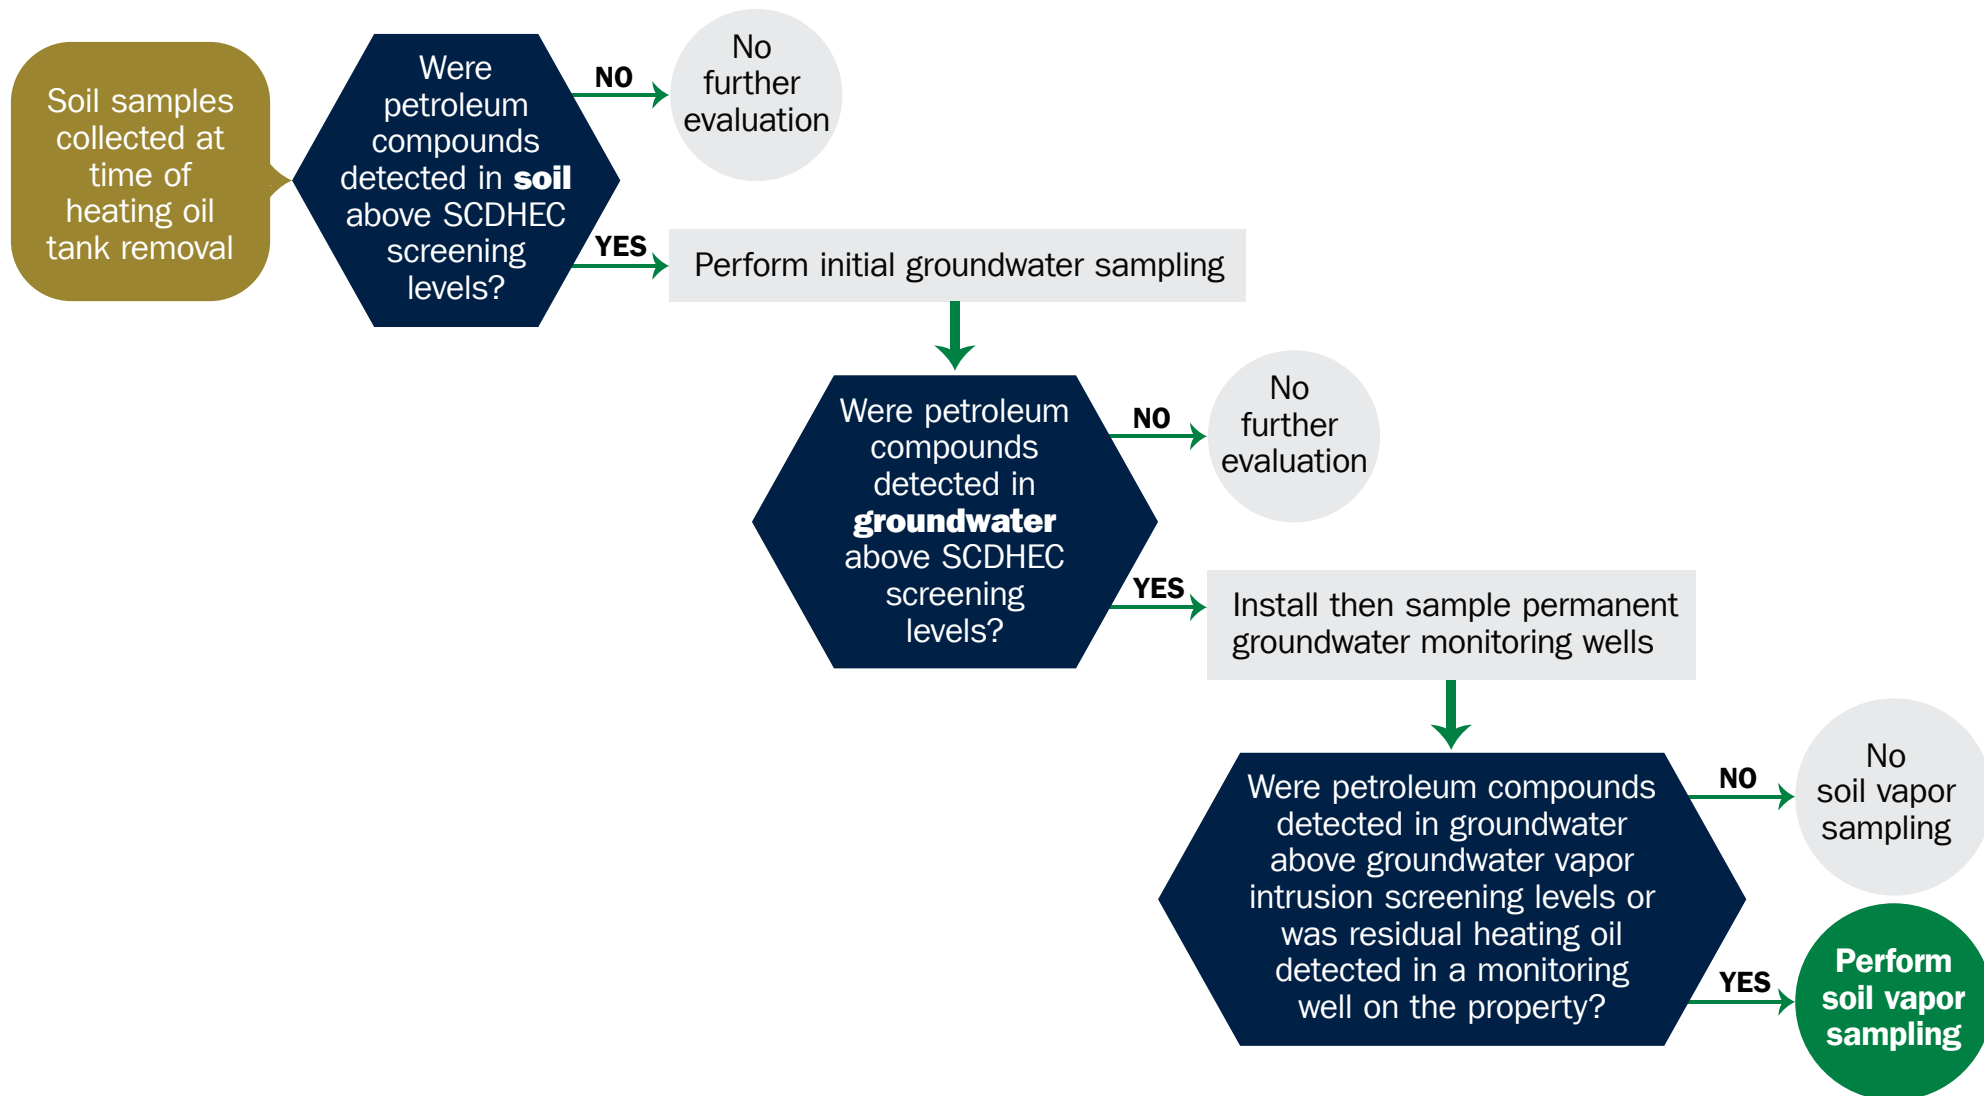 Soil samples
collected at
time of
heating oil
tank removal
Were
petroleum
compounds
detected in soil
above SCDHEC
screening
levels?
NO
No
further
evaluation
YES
Perform initial groundwater sampling
Were petroleum
compounds
detected in
groundwater
above SCDHEC
screening
levels?
NO
No
further
evaluation
YES
Install then sample permanent
groundwater monitoring wells
Were petroleum compounds
detected in groundwater
above groundwater vapor
intrusion screening levels or
was residual heating oil
detected in a monitoring
well on the property?
NO
No
soil vapor
sampling
YES
Perform
soil vapor
sampling